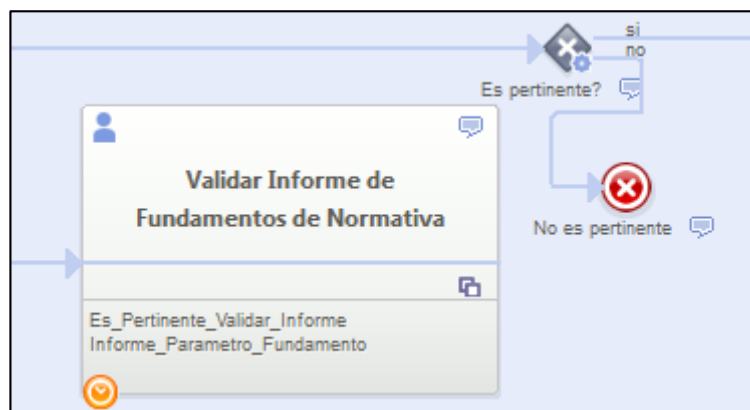 si
no
Es pertinente?
Validar Informe de
Fundamentos de Normativa
No es pertinente
Es_Pertinente_Validar_Informe
Informe_Parametro_Fundamento